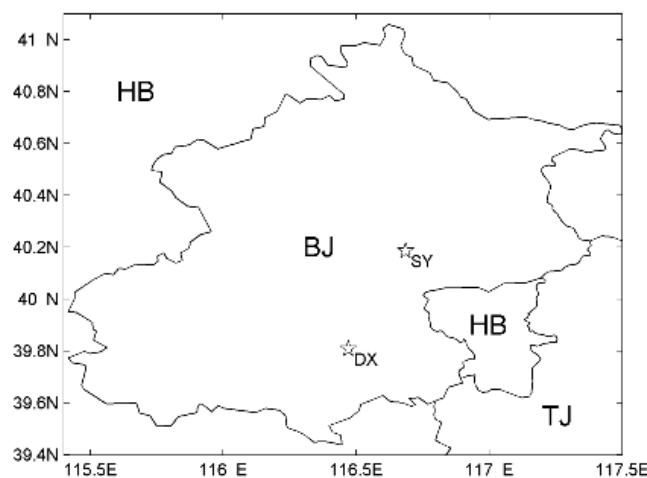 41 N
40.8N
40.6N
40.4N
40.2N
40 N
39.8N
39.6N
39.4N
HB
BJ
SY
HB
DX
TJ
115.5E
116 E
116.5E
117 E
117.5E